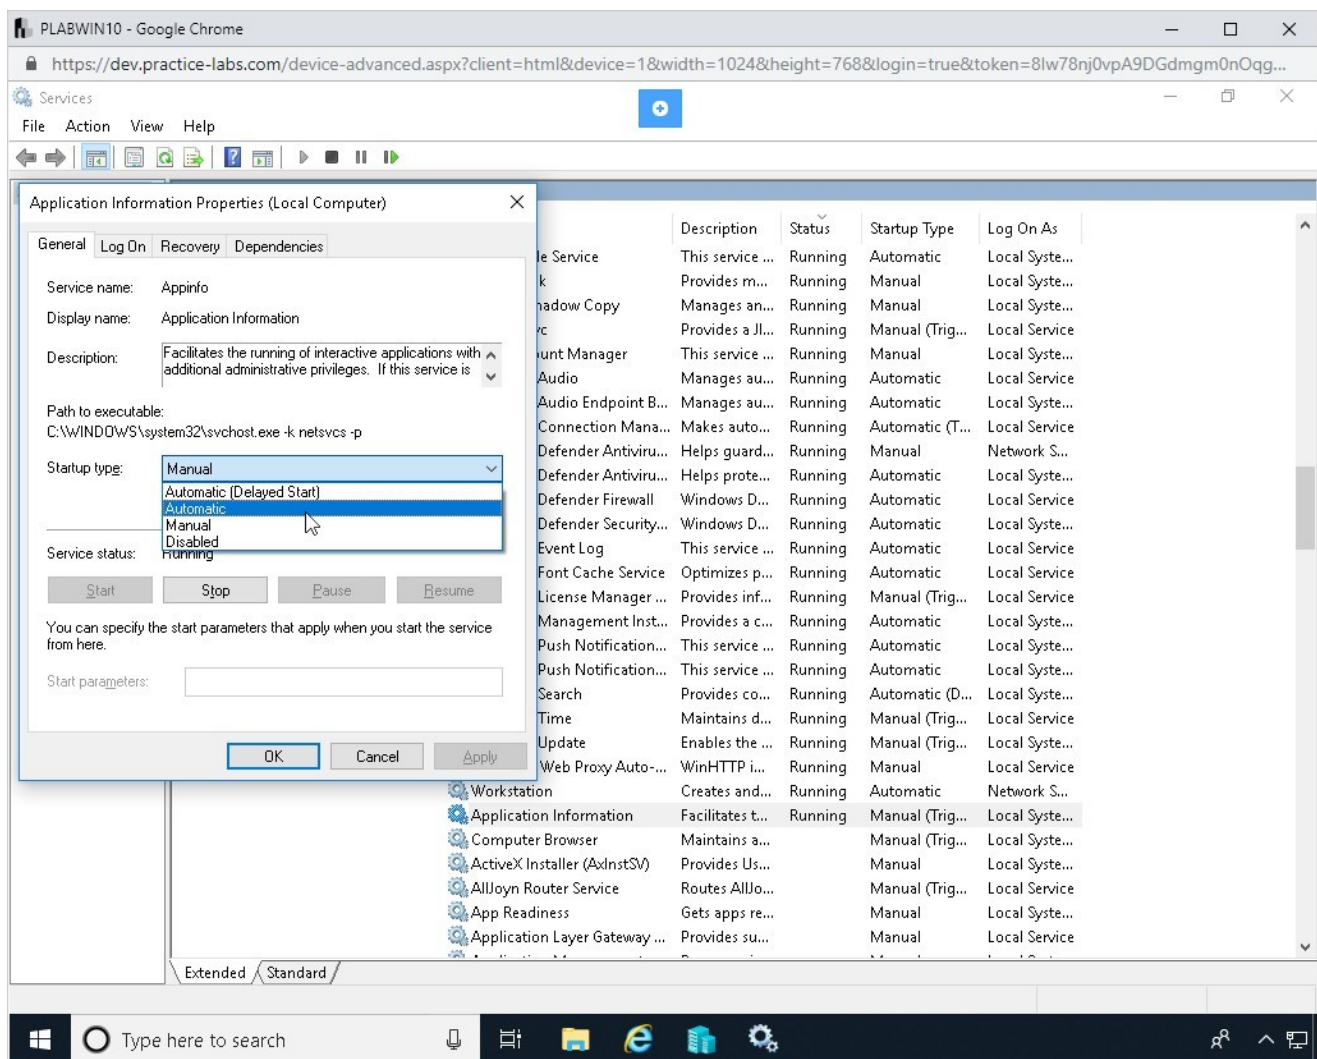 PLABWIN10 - Google Chrome
https://dev.practice-labs.com/device-advanced.aspx?client=html&device=1&width=1024&height=768&login=true&token=8lw78nj0vpA9DGdmgm0nOqg...
Services
File Action View Help
Application Information Properties (Local Computer)
General Log On Recovery Dependencies
Service name: Appinfo
Display name: Application Information
Description: Facilitates the running of interactive applications with
additional administrative privileges. If this service is
Path to executable:
C:\WINDOWS\system32\svchost.exe -k netsvcs -p
Startup type: Manual
Automatic (Delayed Start)
Automatic
Manual
Disabled
Service status: Running
Start Stop Pause Resume
You can specify the start parameters that apply when you start the service
from here.
Start parameters:
OK Cancel Apply
Description Status Startup Type Log On As
le Service This service ... Running Automatic Local Syste...
k Provides m... Running Manual Local Syste...
hadow Copy Manages an... Running Manual Local Syste...
Provides a JI... Running Manual (Trig... Local Service
ount Manager This service ... Running Manual Local Syste...
Audio Manages au... Running Automatic Local Service
Audio Endpoint B... Manages au... Running Automatic Local Syste...
Connection Mana... Makes auto... Running Automatic (T... Local Service
Defender Antiviru... Helps guard... Running Manual Network S...
Defender Antiviru... Helps prote... Running Automatic Local Syste...
Defender Firewall Windows D... Running Automatic Local Service
Defender Security... Windows D... Running Automatic Local Syste...
Event Log This service ... Running Automatic Local Service
Font Cache Service Optimizes p... Running Automatic Local Service
License Manager ... Provides inf... Running Manual (Trig... Local Service
Management Inst... Provides a c... Running Automatic Local Syste...
Push Notification... This service ... Running Automatic Local Syste...
Push Notification... This service ... Running Automatic Local Syste...
Search Provides co... Running Automatic (D... Local Syste...
Time Maintains d... Running Manual (Trig... Local Service
Update Enables the ... Running Manual (Trig... Local Syste...
Web Proxy Auto-... WinHTTP i... Running Manual Local Service
Workstation Creates and... Running Automatic Network S...
Application Information Facilitates t... Running Manual (Trig... Local Syste...
Computer Browser Maintains a... Manual (Trig... Local Syste...
ActiveX Installer (AxInstSV) Provides Us... Manual Local Syste...
AllJoyn Router Service Routes AllJo... Manual (Trig... Local Service
App Readiness Gets apps re... Manual Local Syste...
Application Layer Gateway ... Provides su... Manual Local Service
Extended Standard
Type here to search